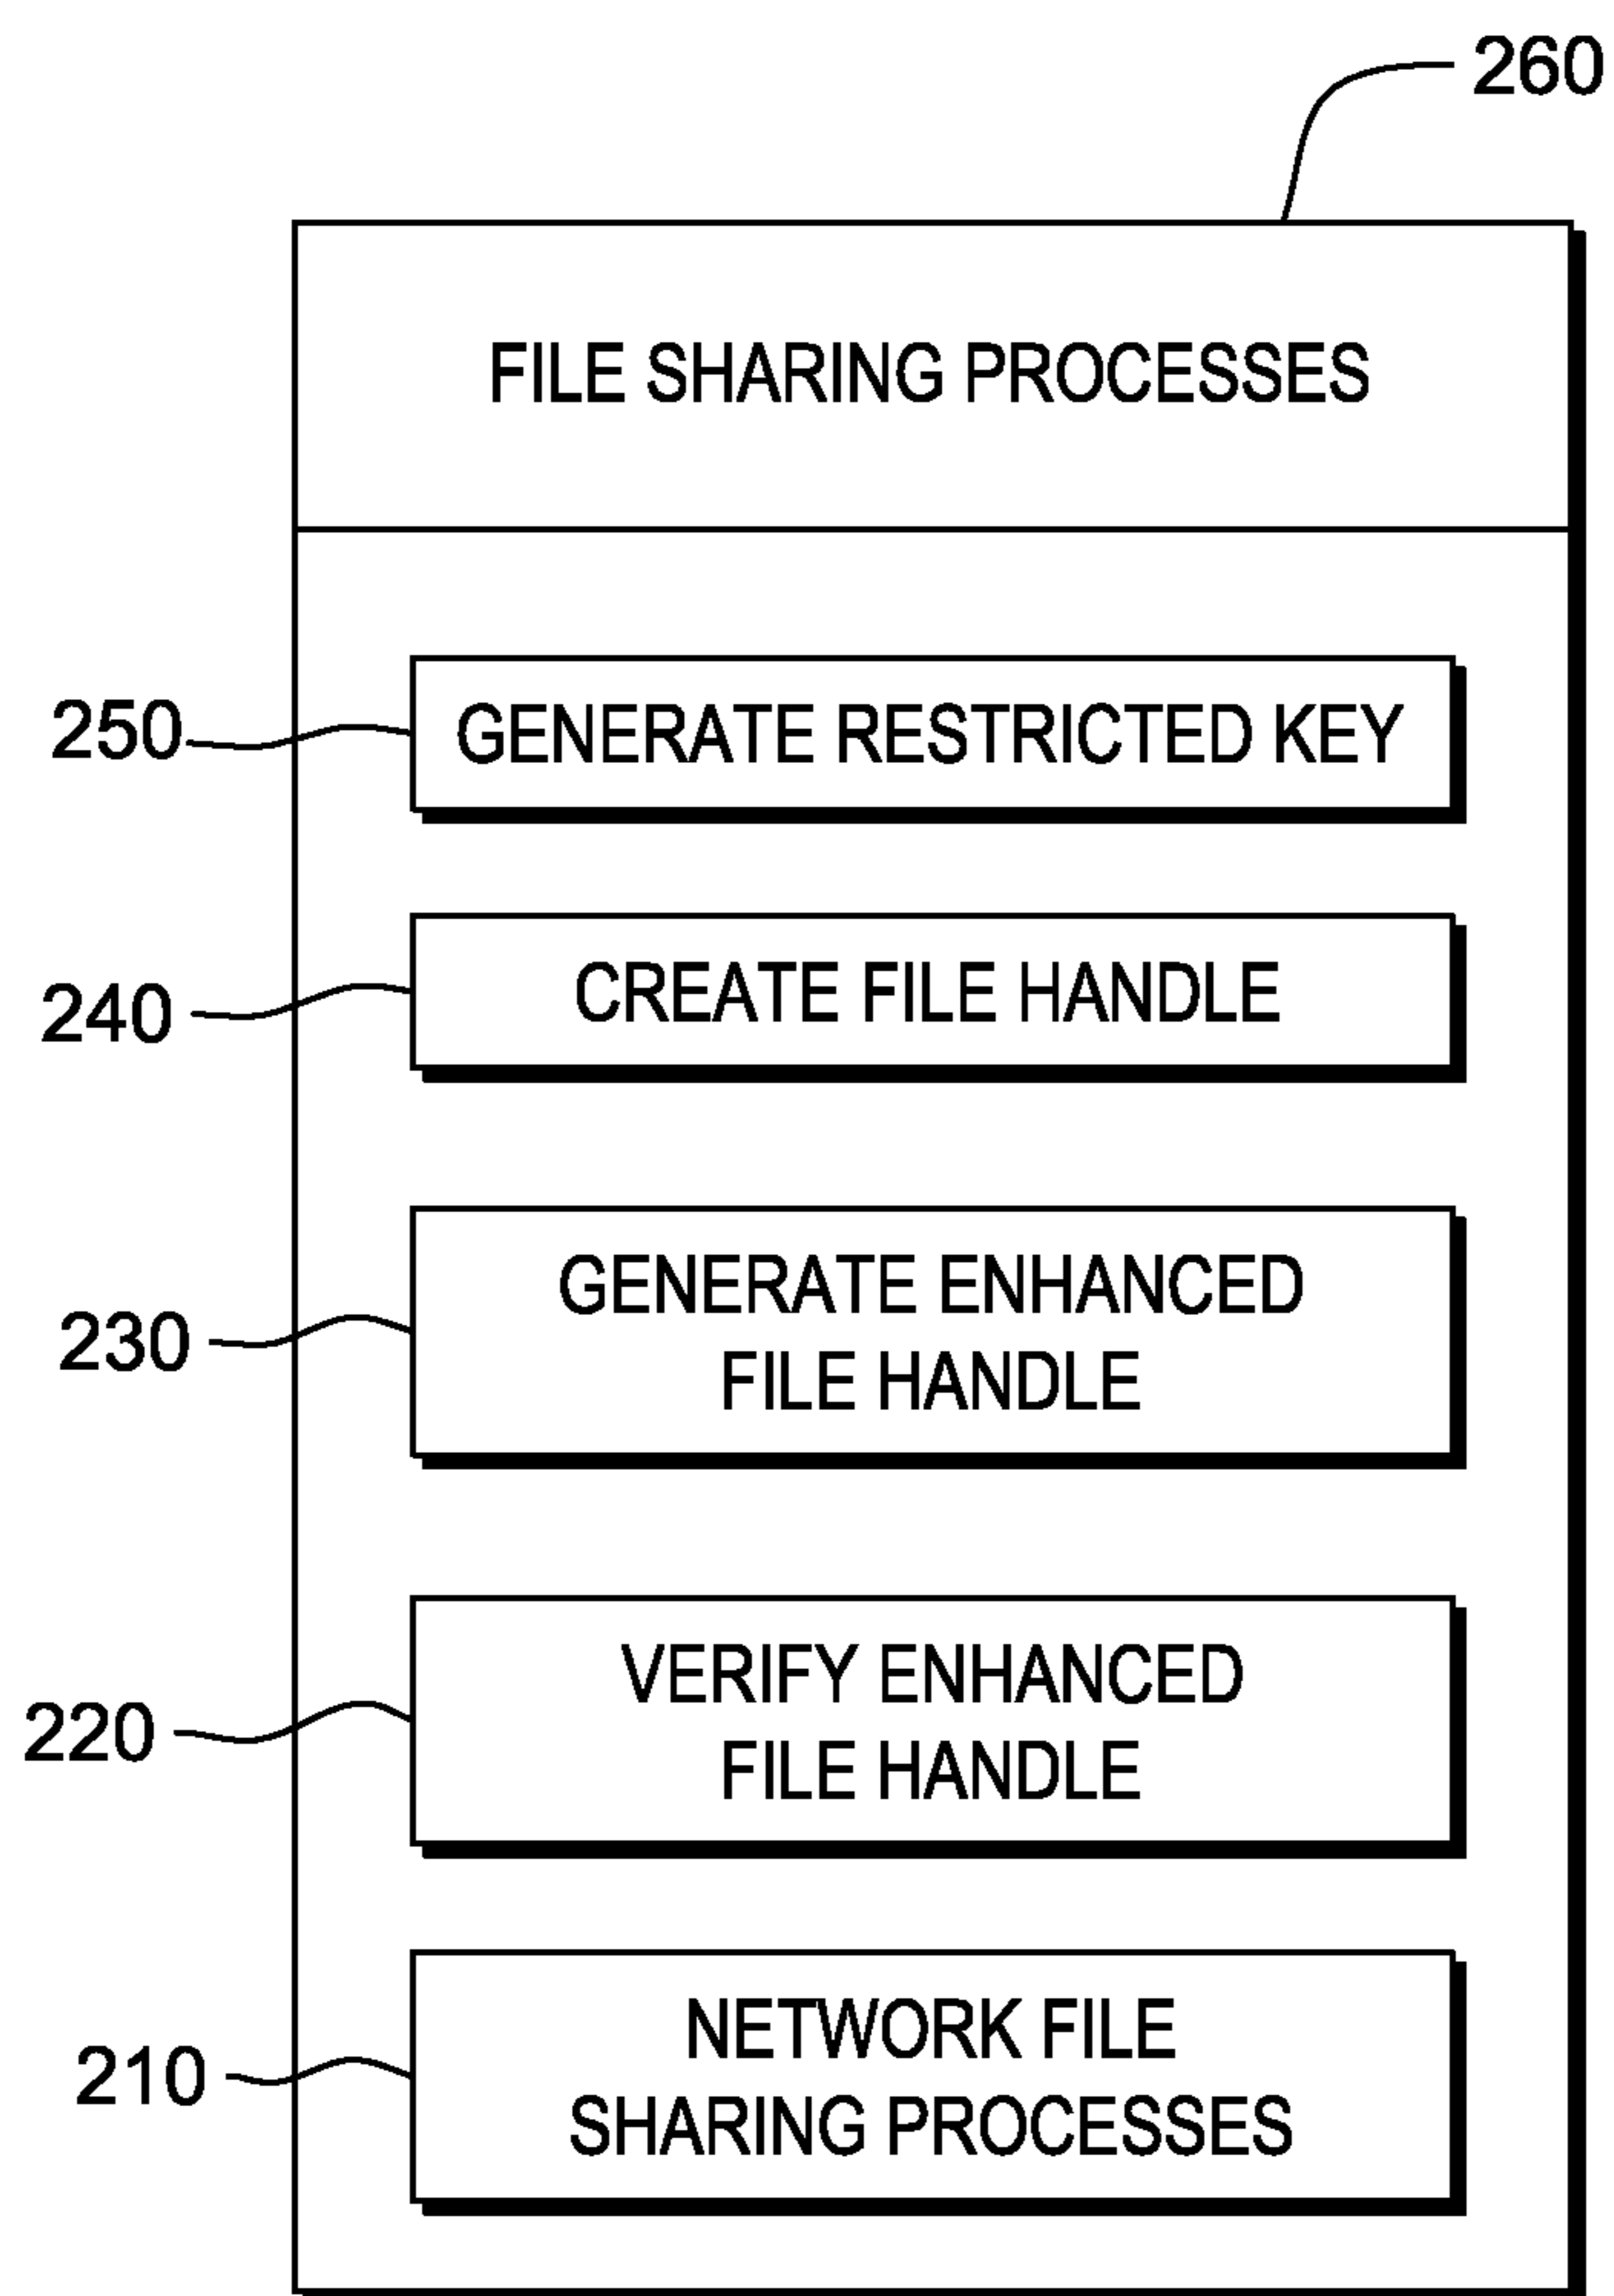 260
FILE SHARING PROCESSES
250
GENERATE RESTRICTED KEY
240
CREATE FILE HANDLE
230
GENERATE ENHANCED
FILE HANDLE
220
VERIFY ENHANCED
FILE HANDLE
210
NETWORK FILE
SHARING PROCESSES